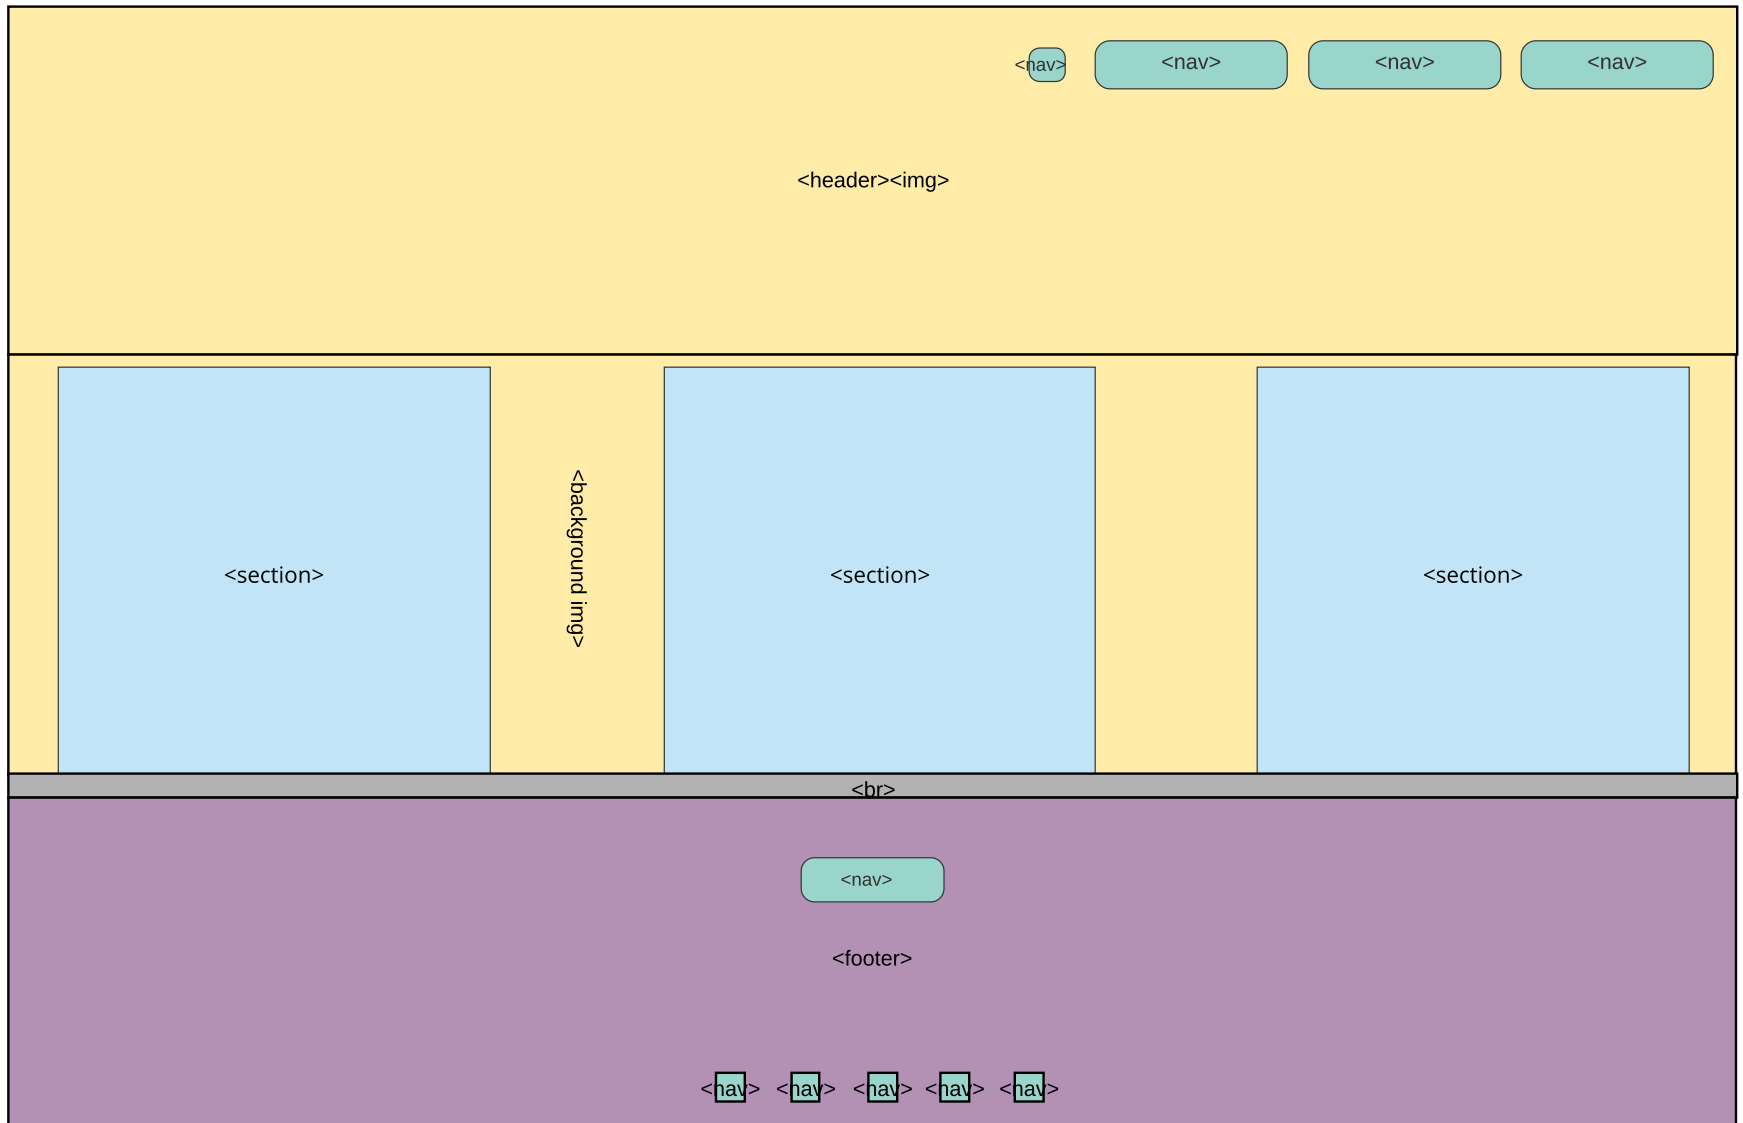 <nav>
<nav>
<nav>
<nav>
<header><img>
<section>
<background img>
<section>
<section>
<br>
<nav>
<footer>
<nav>
<nav>
<nav>
<nav>
<nav>